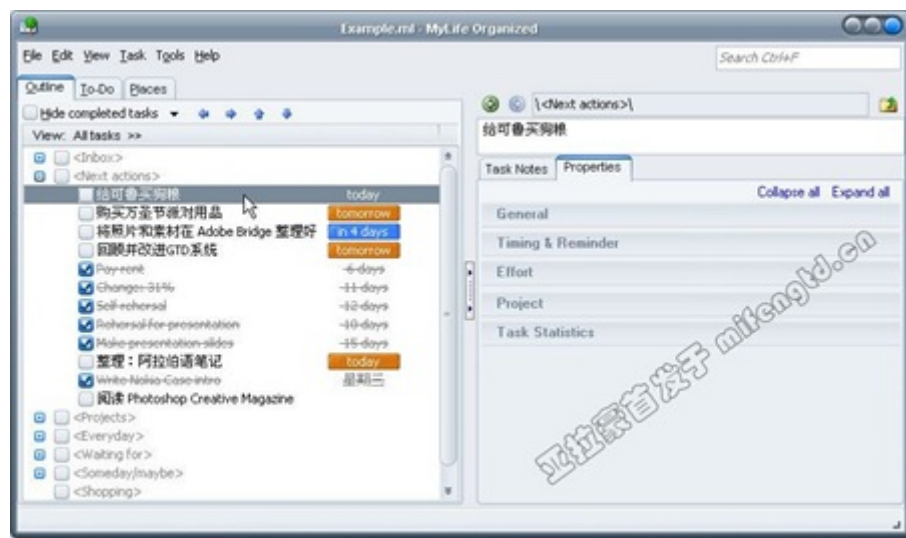 Example.ml - MyLife Organized
File Edit View Task Tools Help
Search Ctrl+F
Outline To-Do Places
Hide completed tasks
View: All tasks >>
<Inbox>
<Next actions>
给可鲁买狗粮 today
购买万圣节派对用品 tomorrow
将照片和素材在 Adobe Bridge 整理好 in 4 days
回顾并改进GTD系统 tomorrow
Pay rent -6 days
Change: 31% -11 days
Self rehersal -12 days
Rehersal for presentation -10 days
Make presentation slides -15 days
整理：阿拉伯语笔记 today
Write Nokia Case intro 星期三
阅读 Photoshop Creative Magazine
<Projects>
<Everyday>
<Waiting for>
<Someday/maybe>
<Shopping>
\<Next actions>\
给可鲁买狗粮
Task Notes Properties
Collapse all Expand all
General
Timing & Reminder
Effort
Project
Task Statistics
亚拉蒙首发于 mifengtd.cn